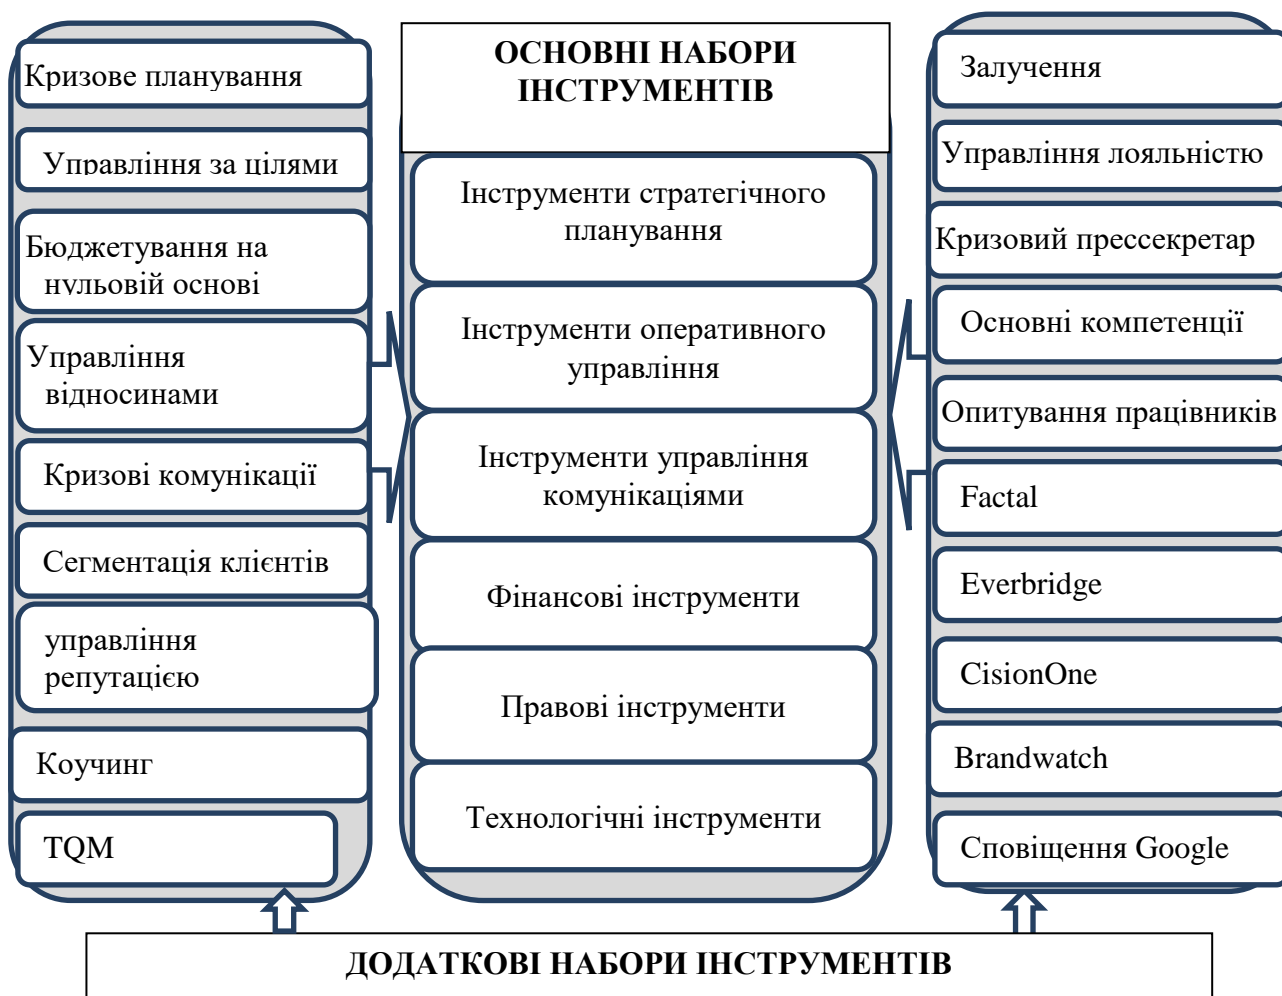 Кризове планування
Управління за цілями
Бюджетування на
нульовій основі
Управління
відносинами
Кризові комунікації
Сегментація клієнтів
управління
репутацією
Коучинг
TQM
ОСНОВНІ НАБОРИ
ІНСТРУМЕНТІВ
Інструменти стратегічного
планування
Інструменти оперативного
управління
Інструменти управління
комунікаціями
Фінансові інструменти
Правові інструменти
Технологічні інструменти
Залучення
Управління лояльністю
Кризовий прессекретар
Основні компетенції
Опитування працівників
Factal
Everbridge
CisionOne
Brandwatch
Сповіщення Google
ДОДАТКОВІ НАБОРИ ІНСТРУМЕНТІВ